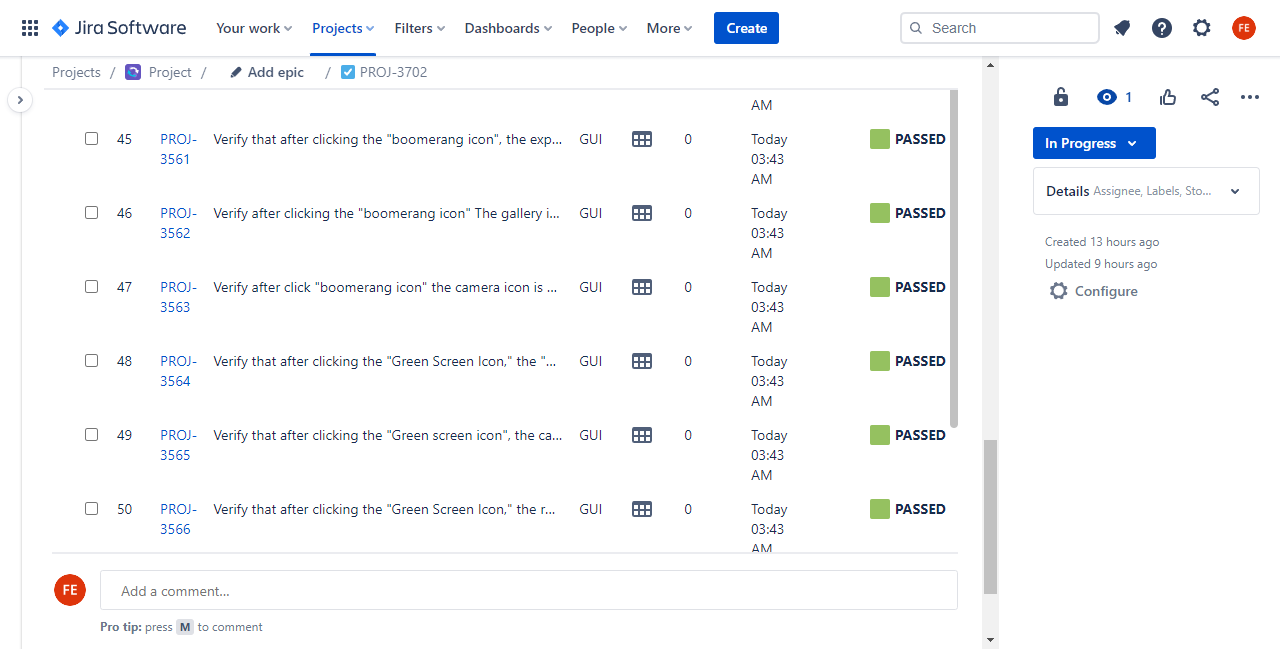 Jira Software Your work Projects Filters Dashboards People More Create Search FE
Projects / Project / Add epic / PROJ-3702
AM
45 PROJ-3561 Verify that after clicking the "boomerang icon", the exp... GUI 0 Today 03:43 AM PASSED
46 PROJ-3562 Verify after clicking the "boomerang icon" The gallery i... GUI 0 Today 03:43 AM PASSED
47 PROJ-3563 Verify after click "boomerang icon" the camera icon is ... GUI 0 Today 03:43 AM PASSED
48 PROJ-3564 Verify that after clicking the "Green Screen Icon," the "... GUI 0 Today 03:43 AM PASSED
49 PROJ-3565 Verify that after clicking the "Green screen icon", the ca... GUI 0 Today 03:43 AM PASSED
50 PROJ-3566 Verify that after clicking the "Green Screen Icon," the r... GUI 0 Today 03:43 AM PASSED
FE Add a comment...
Pro tip: press M to comment
1
In Progress
Details Assignee, Labels, Sto...
Created 13 hours ago
Updated 9 hours ago
Configure